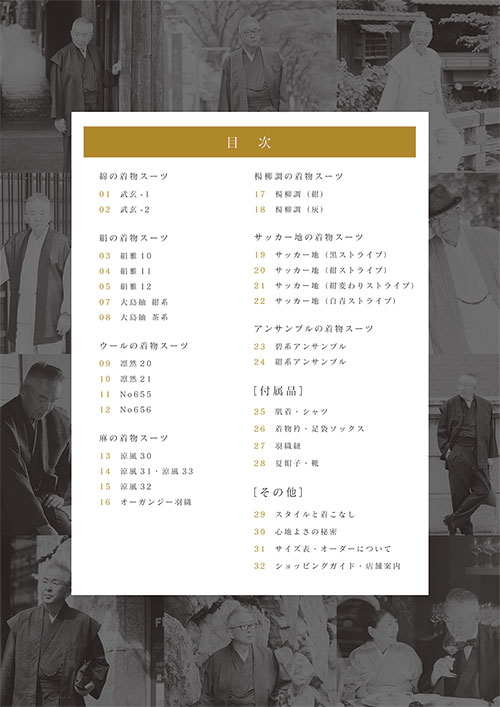 目 次
綿の着物スーツ
01 武玄-1
02 武玄-2
絹の着物スーツ
03 絹雅10
04 絹雅11
05 絹雅12
07 大島紬 紺系
08 大島紬 茶系
ウールの着物スーツ
09 凛然20
10 凛然21
11 No655
12 No656
麻の着物スーツ
13 涼風30
14 涼風31・涼風33
15 涼風32
16 オーガンジー羽織
楊柳調の着物スーツ
17 楊柳調（紺）
18 楊柳調（灰）
サッカー地の着物スーツ
19 サッカー地（黒ストライプ）
20 サッカー地（紺ストライプ）
21 サッカー地（紺変わりストライプ）
22 サッカー地（白青ストライプ）
アンサンブルの着物スーツ
23 碧系アンサンブル
24 紺系アンサンブル
［付属品］
25 肌着・シャツ
26 着物衿・足袋ソックス
27 羽織紐
28 夏帽子・靴
［その他］
29 スタイルと着こなし
30 心地よさの秘密
31 サイズ表・オーダーについて
32 ショッピングガイド・店舗案内